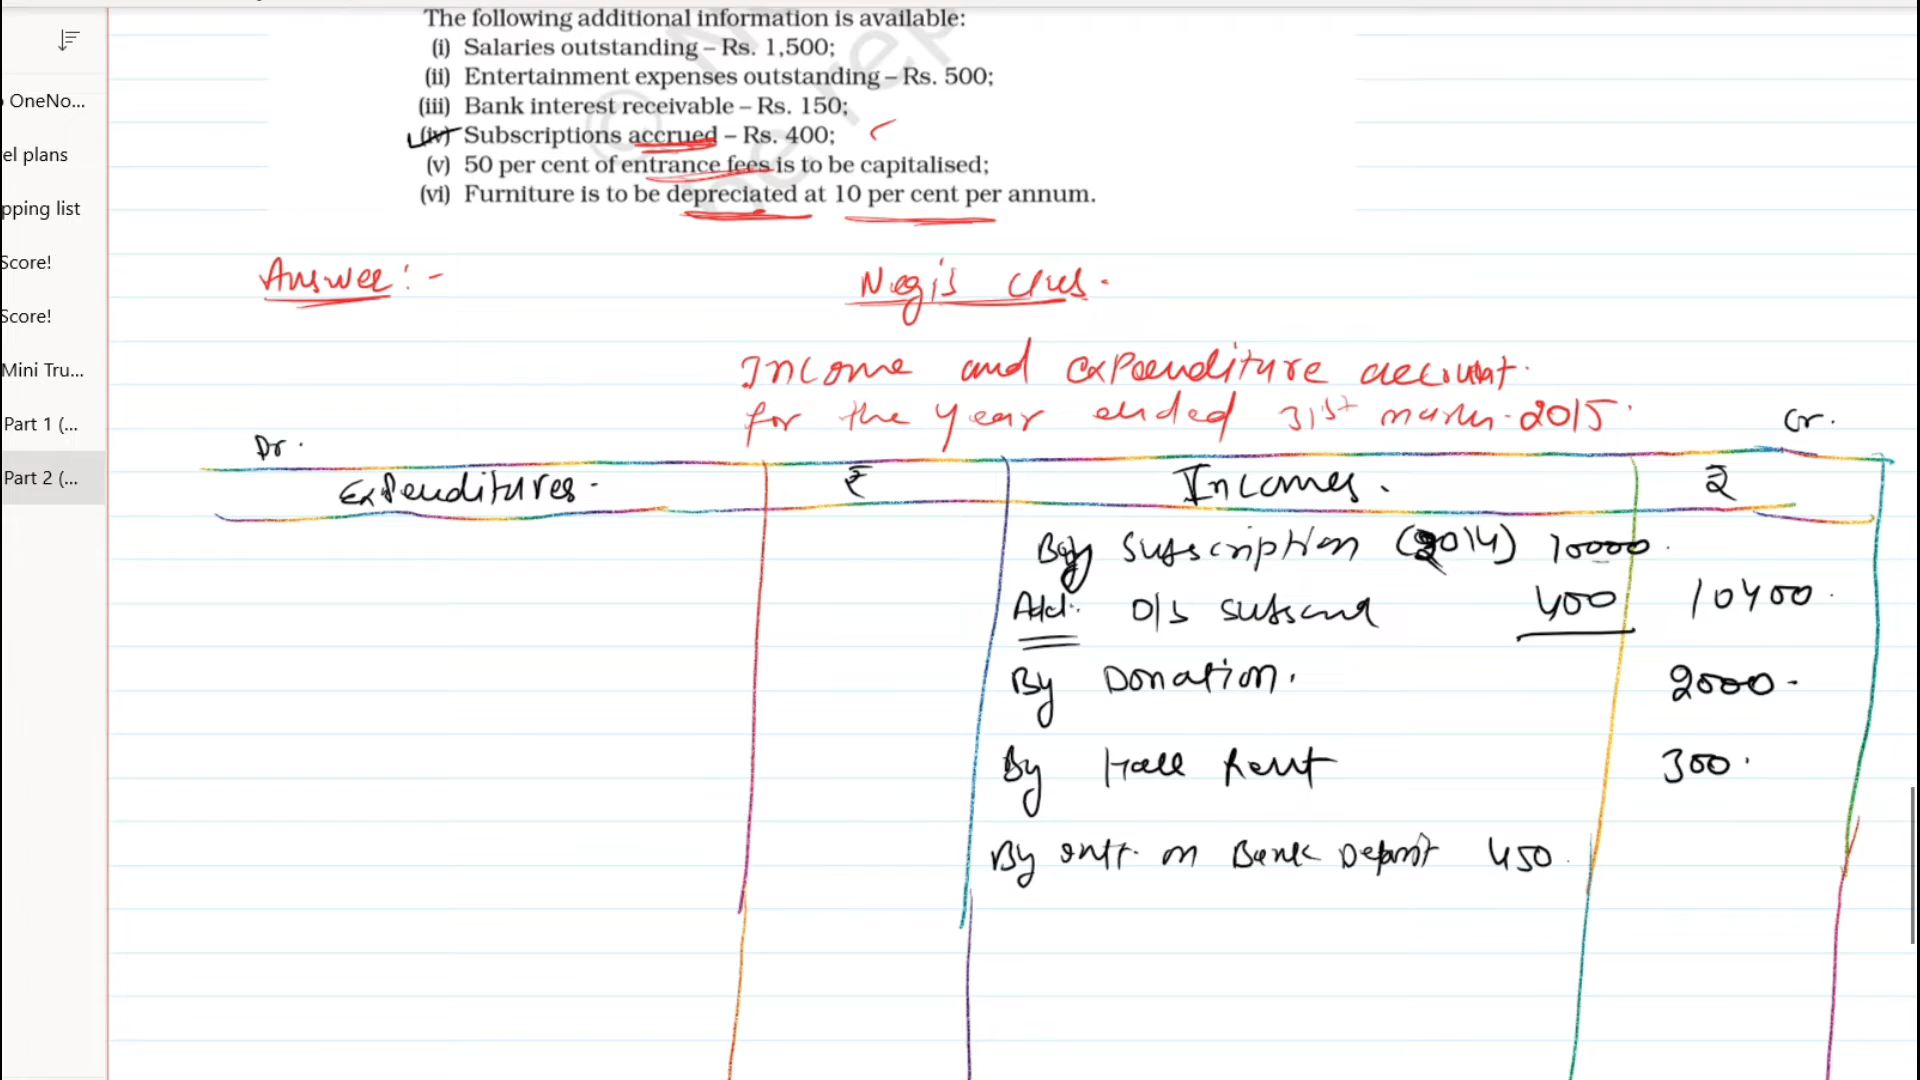 The following additional information is available:
(i) Salaries outstanding – Rs. 1,500;
(ii) Entertainment expenses outstanding – Rs. 500;
(iii) Bank interest receivable – Rs. 150;
(iv) Subscriptions accrued – Rs. 400;
(v) 50 per cent of entrance fees is to be capitalised;
(vi) Furniture is to be depreciated at 10 per cent per annum.
OneNo...
el plans
pping list
Score!
Score!
Mini Tru...
Part 1 (...
Part 2 (...
Answer:-
Negi's
Income and expenditure account.
for the year ended 31st march 2015.
Dr.
Cr.
Expenditures. ₹ Incomes. ₹
By Subscription (2014) 10000
Add: O/s 400 10400
By Donation. 2000
By Hall Rent 300
By on Bank Deposit 450